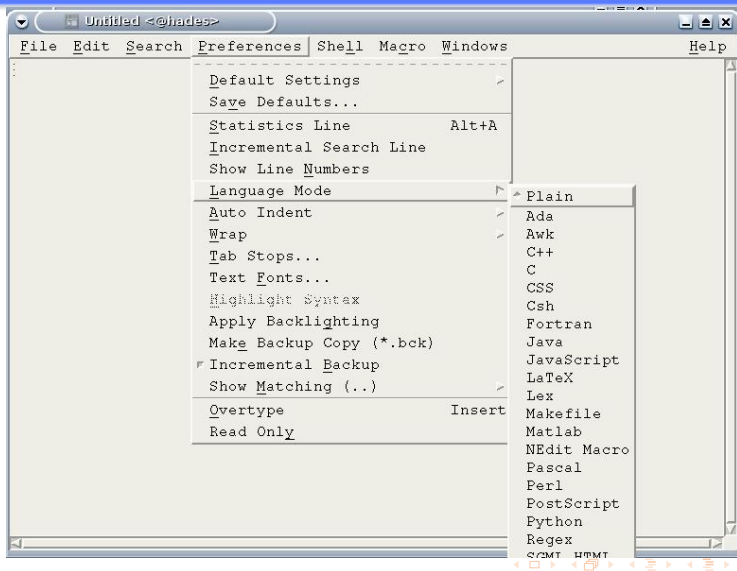 Untitled <@hades>
File Edit Search Preferences Shell Macro Windows Help
Default Settings
Save Defaults...
Statistics Line Alt+A
Incremental Search Line
Show Line Numbers
Language Mode
Auto Indent
Wrap
Tab Stops...
Text Fonts...
Highlight Syntax
Apply Backlighting
Make Backup Copy (*.bck)
Incremental Backup
Show Matching (..)
Overtype Insert
Read Only
Plain
Ada
Awk
C++
C
CSS
Csh
Fortran
Java
JavaScript
LaTeX
Lex
Makefile
Matlab
NEdit Macro
Pascal
Perl
PostScript
Python
Regex
SGML HTML